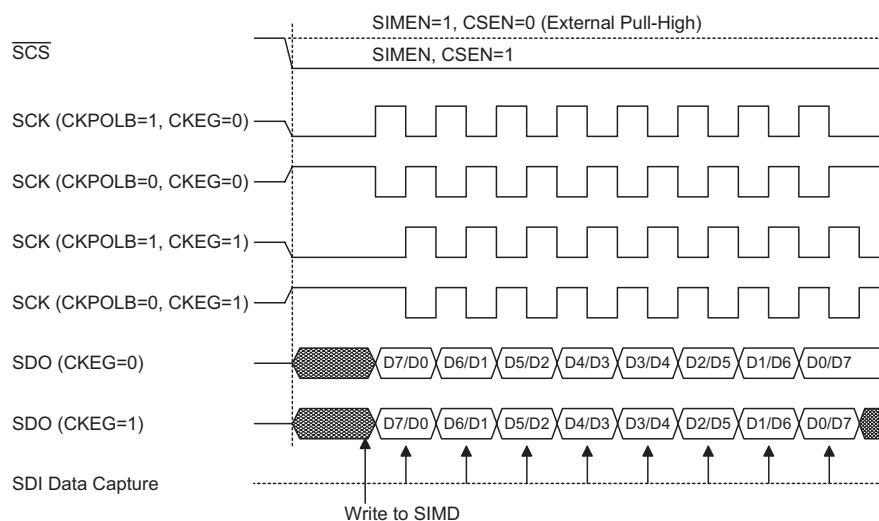 SIMEN=1, CSEN=0 (External Pull-High)
SCS
SIMEN, CSEN=1
SCK (CKPOLB=1, CKEG=0)
SCK (CKPOLB=0, CKEG=0)
SCK (CKPOLB=1, CKEG=1)
SCK (CKPOLB=0, CKEG=1)
SDO (CKEG=0) D7/D0 D6/D1 D5/D2 D4/D3 D3/D4 D2/D5 D1/D6 D0/D7
SDO (CKEG=1) D7/D0 D6/D1 D5/D2 D4/D3 D3/D4 D2/D5 D1/D6 D0/D7
SDI Data Capture
Write to SIMD